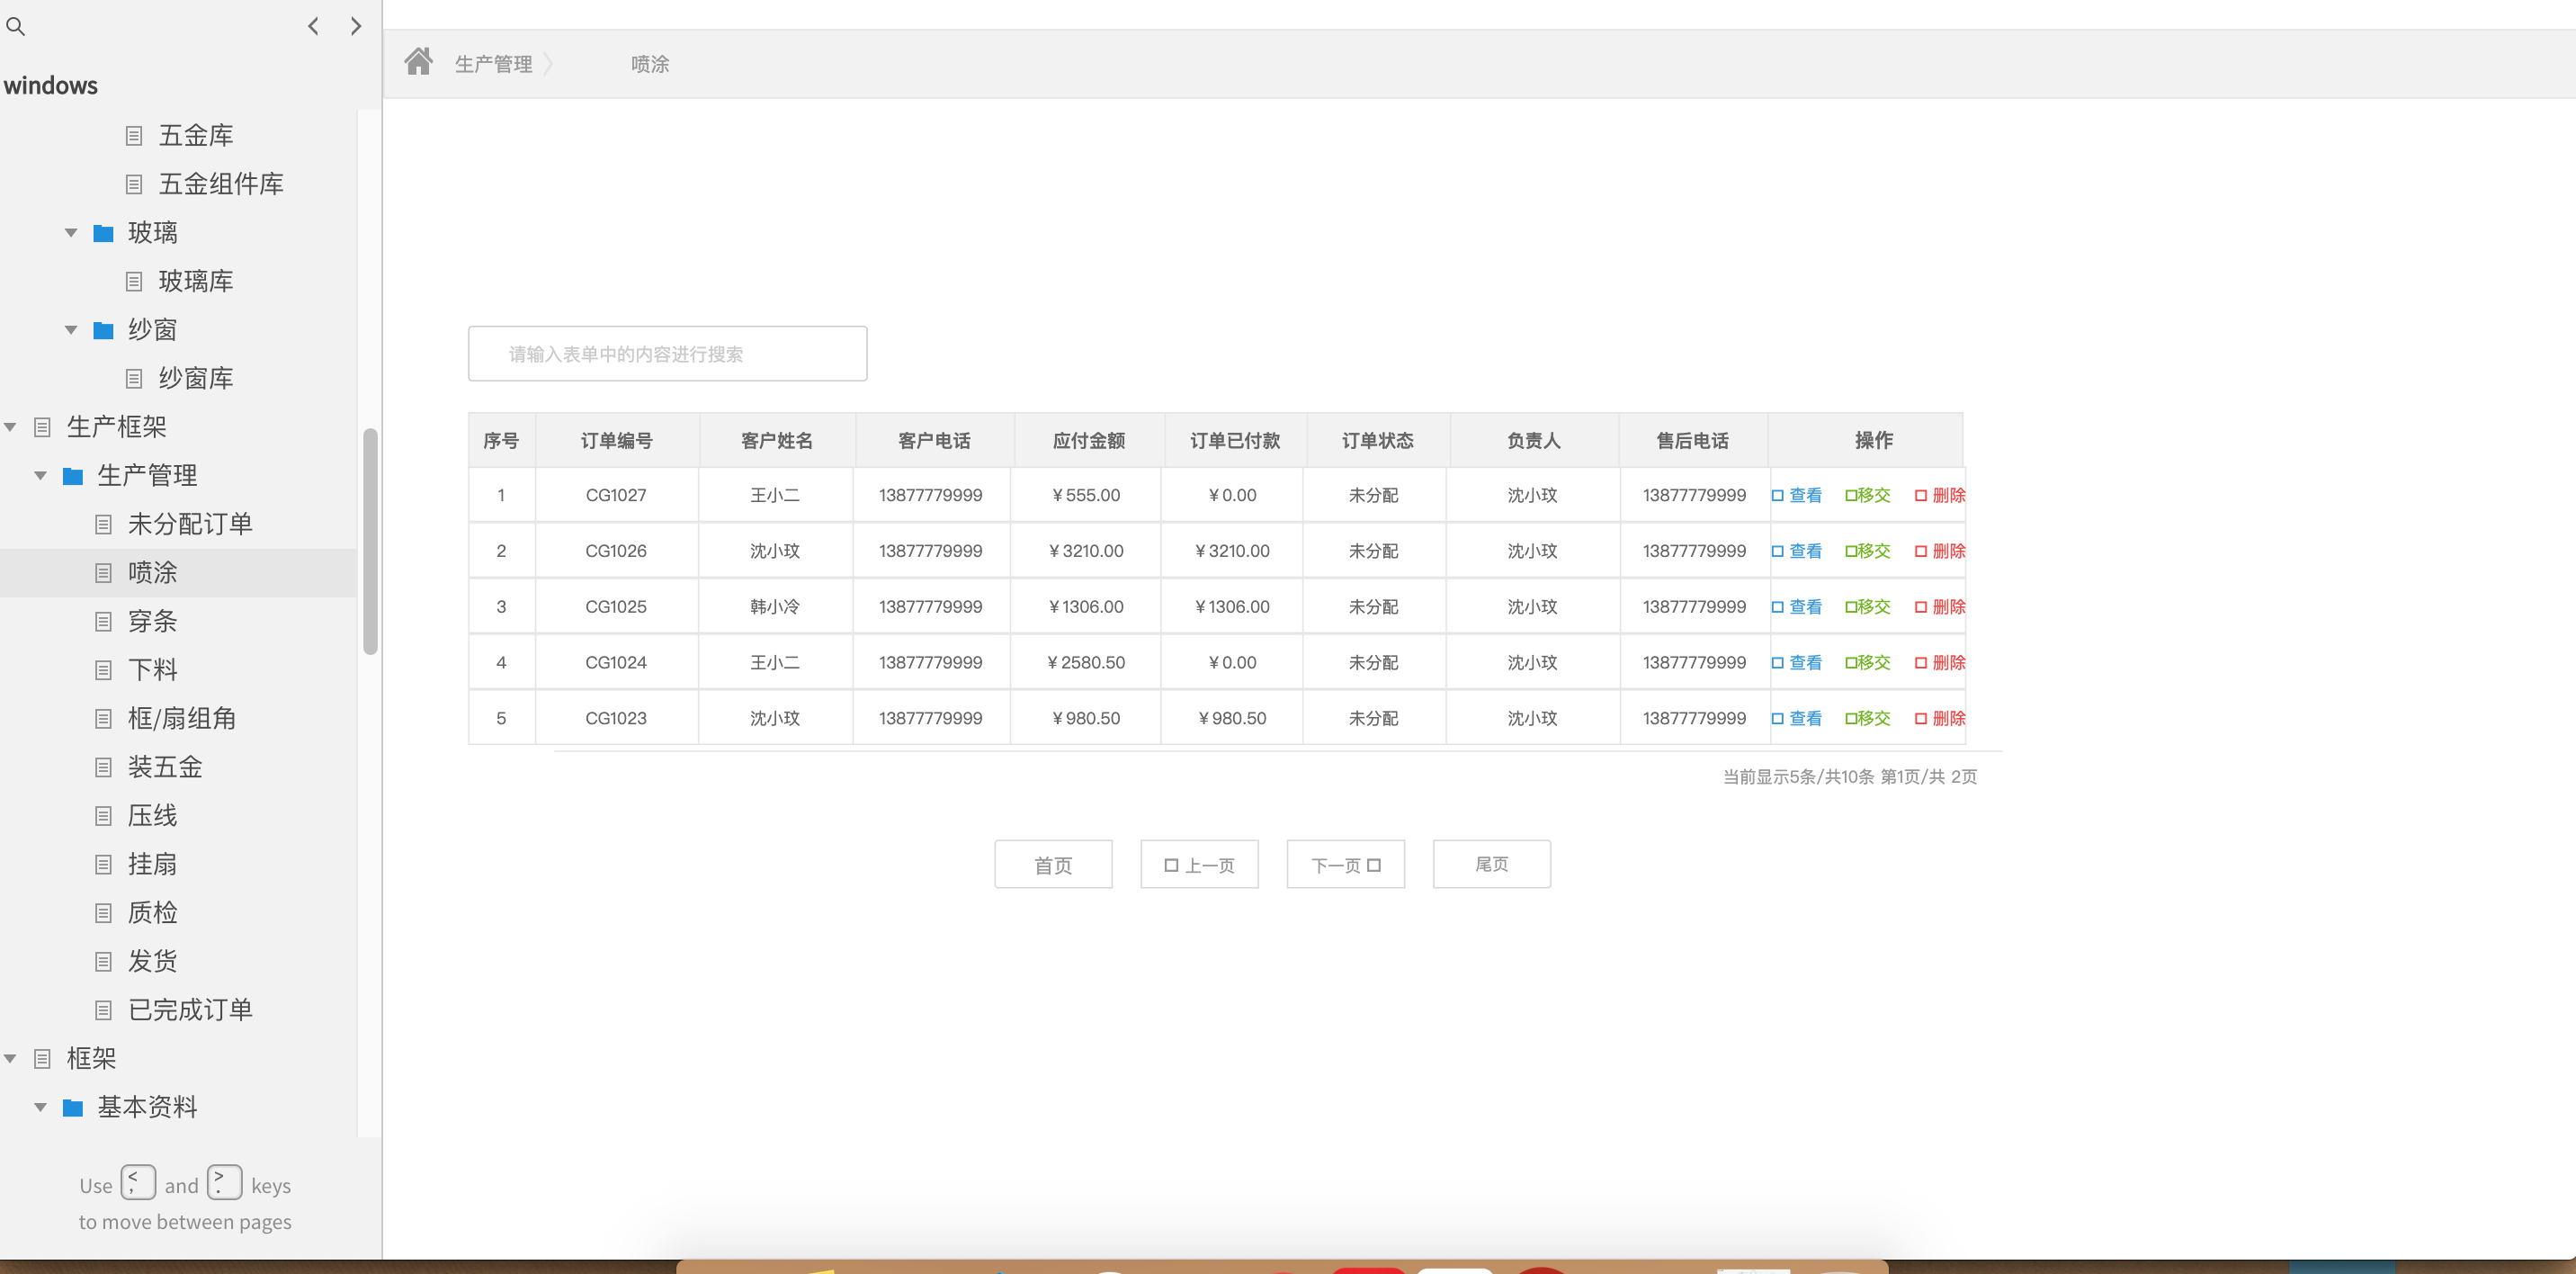 windows
五金库
五金组件库
玻璃
玻璃库
纱窗
纱窗库
生产框架
生产管理
未分配订单
喷涂
穿条
下料
框/扇组角
装五金
压线
挂扇
质检
发货
已完成订单
框架
基本资料
Use < , and > . keys
to move between pages
生产管理 喷涂
请输入表单中的内容进行搜索
序号 订单编号 客户姓名 客户电话 应付金额 订单已付款 订单状态 负责人 售后电话 操作
1 CG1027 王小二 13877779999 ￥555.00 ￥0.00 未分配 沈小玟 13877779999 查看 移交 删除
2 CG1026 沈小玟 13877779999 ￥3210.00 ￥3210.00 未分配 沈小玟 13877779999 查看 移交 删除
3 CG1025 韩小冷 13877779999 ￥1306.00 ￥1306.00 未分配 沈小玟 13877779999 查看 移交 删除
4 CG1024 王小二 13877779999 ￥2580.50 ￥0.00 未分配 沈小玟 13877779999 查看 移交 删除
5 CG1023 沈小玟 13877779999 ￥980.50 ￥980.50 未分配 沈小玟 13877779999 查看 移交 删除
当前显示5条/共10条 第1页/共 2页
首页 上一页 下一页 尾页